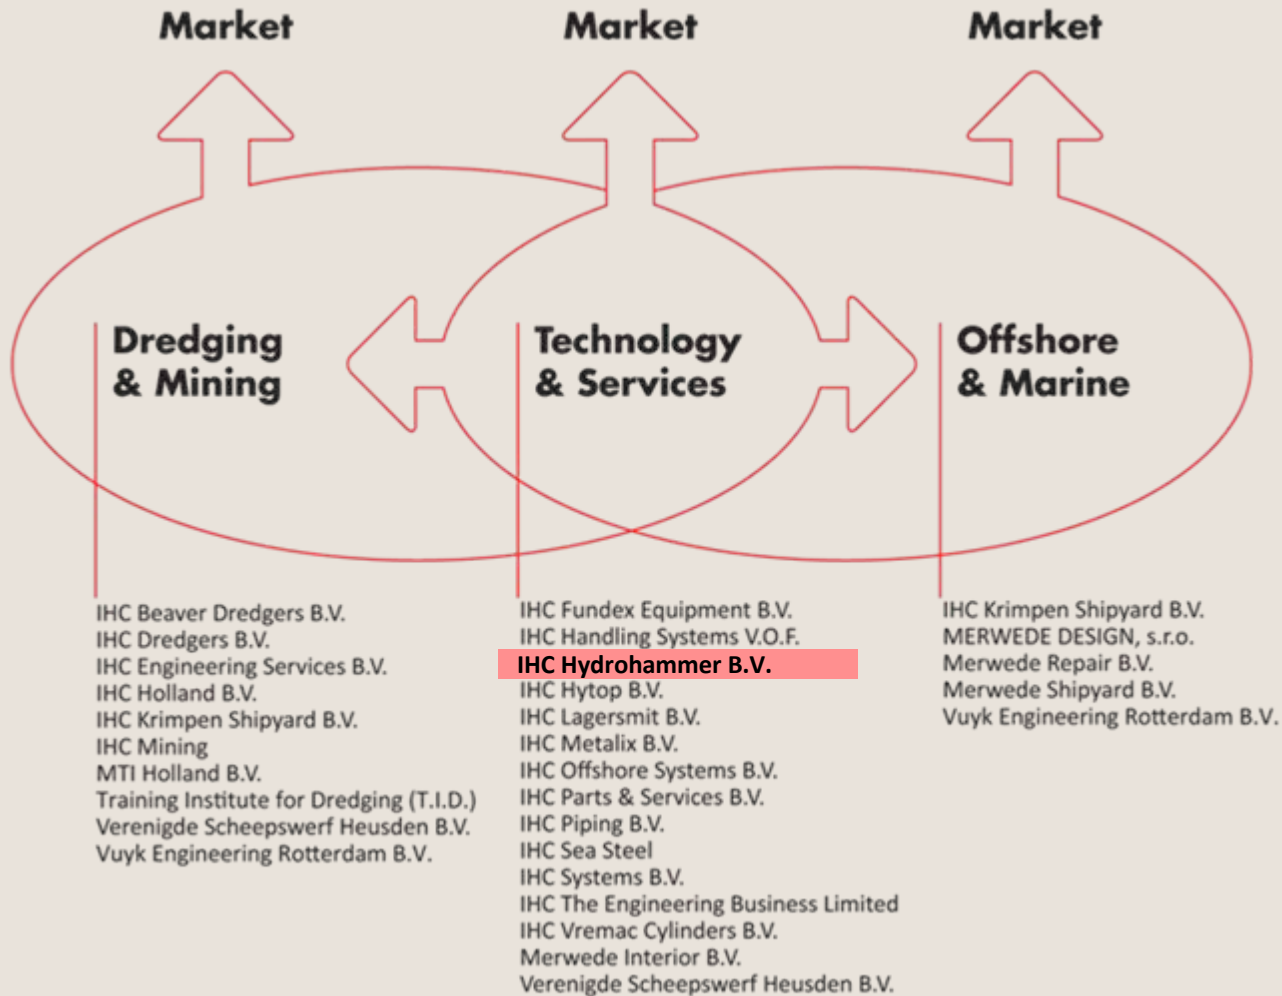 Market
Market
Market
Dredging
& Mining
Technology
& Services
Offshore
& Marine
IHC Beaver Dredgers B.V.
IHC Dredgers B.V.
IHC Engineering Services B.V.
IHC Holland B.V.
IHC Krimpen Shipyard B.V.
IHC Mining
MTI Holland B.V.
Training Institute for Dredging (T.I.D.)
Verenigde Scheepswerf Heusden B.V.
Vuyk Engineering Rotterdam B.V.
IHC Fundex Equipment B.V.
IHC Handling Systems V.O.F.
IHC Hydrohammer B.V.
IHC Hytop B.V.
IHC Lagersmit B.V.
IHC Metalix B.V.
IHC Offshore Systems B.V.
IHC Parts & Services B.V.
IHC Piping B.V.
IHC Sea Steel
IHC Systems B.V.
IHC The Engineering Business Limited
IHC Vremac Cylinders B.V.
Merwede Interior B.V.
Verenigde Scheepswerf Heusden B.V.
IHC Krimpen Shipyard B.V.
MERWEDE DESIGN, s.r.o.
Merwede Repair B.V.
Merwede Shipyard B.V.
Vuyk Engineering Rotterdam B.V.